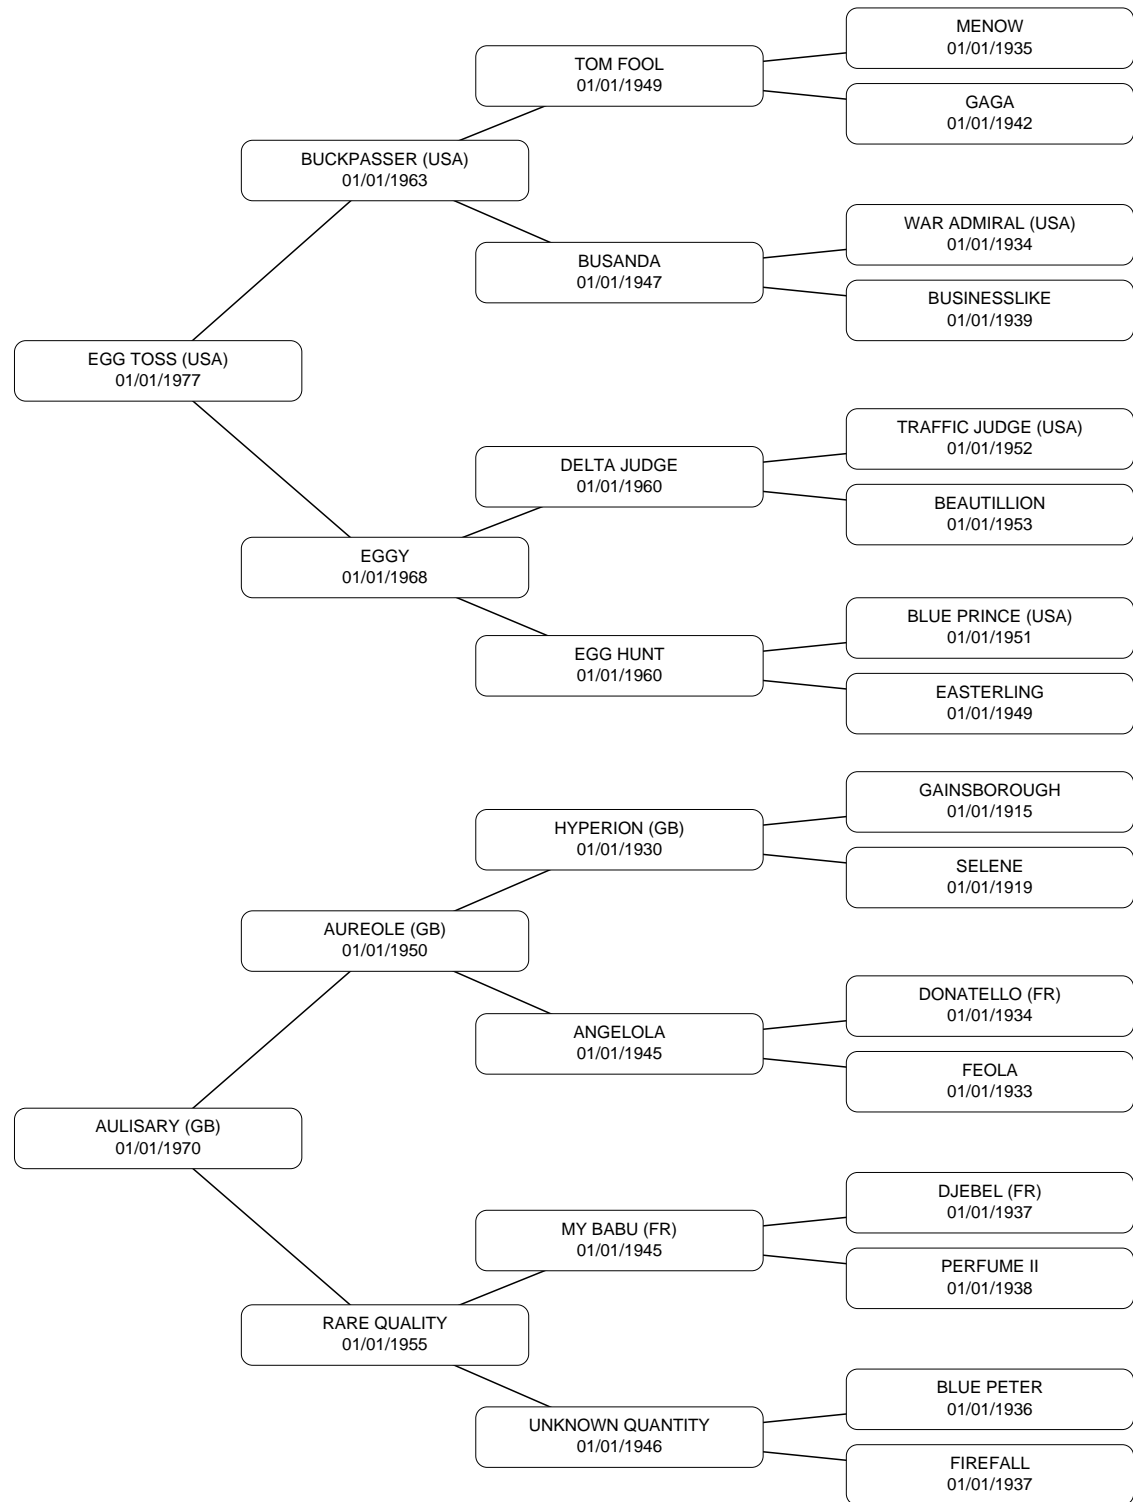 MENOW
01/01/1935
TOM FOOL
01/01/1949
GAGA
01/01/1942
BUCKPASSER (USA)
01/01/1963
WAR ADMIRAL (USA)
01/01/1934
BUSANDA
01/01/1947
BUSINESSLIKE
01/01/1939
EGG TOSS (USA)
01/01/1977
TRAFFIC JUDGE (USA)
01/01/1952
DELTA JUDGE
01/01/1960
BEAUTILLION
01/01/1953
EGGY
01/01/1968
BLUE PRINCE (USA)
01/01/1951
EGG HUNT
01/01/1960
EASTERLING
01/01/1949
GAINSBOROUGH
01/01/1915
HYPERION (GB)
01/01/1930
SELENE
01/01/1919
AUREOLE (GB)
01/01/1950
DONATELLO (FR)
01/01/1934
ANGELOLA
01/01/1945
FEOLA
01/01/1933
AULISARY (GB)
01/01/1970
DJEBEL (FR)
01/01/1937
MY BABU (FR)
01/01/1945
PERFUME II
01/01/1938
RARE QUALITY
01/01/1955
BLUE PETER
01/01/1936
UNKNOWN QUANTITY
01/01/1946
FIREFALL
01/01/1937